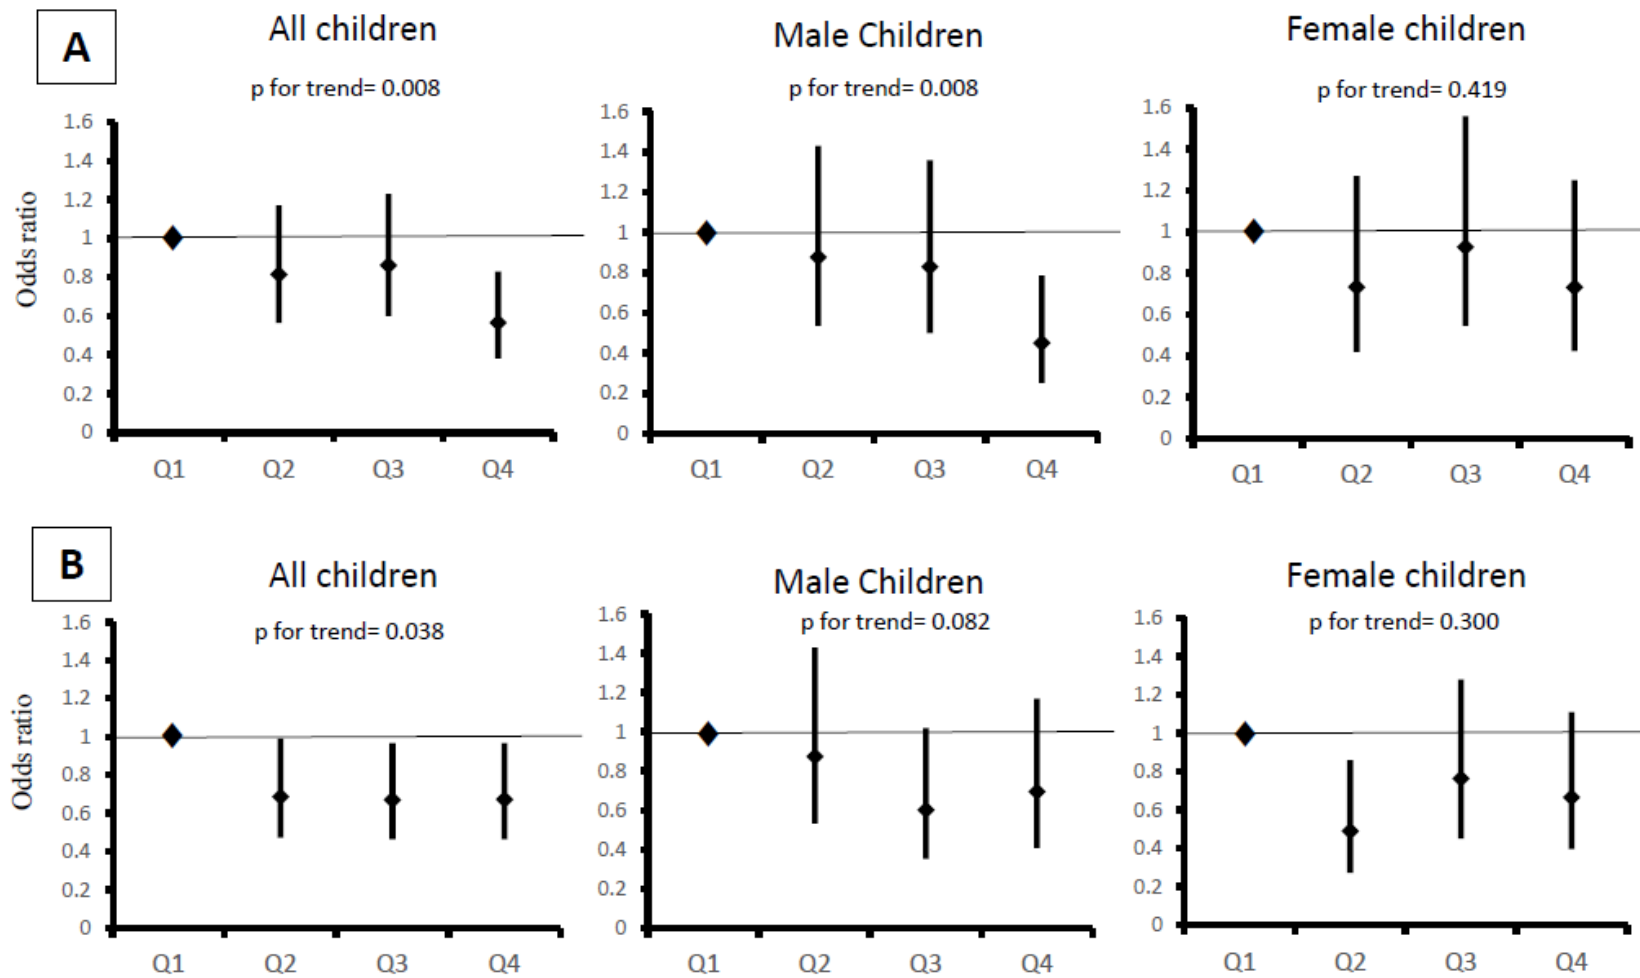 A
All children
Male Children
Female children
p for trend= 0.008
p for trend= 0.008
p for trend= 0.419
Odds ratio
1.6
1.4
1.2
1
0.8
0.6
0.4
0.2
0
Q1 Q2 Q3 Q4
1.6
1.4
1.2
1
0.8
0.6
0.4
0.2
0
Q1 Q2 Q3 Q4
1.6
1.4
1.2
1
0.8
0.6
0.4
0.2
0
Q1 Q2 Q3 Q4
B
All children
Male Children
Female children
p for trend= 0.038
p for trend= 0.082
p for trend= 0.300
Odds ratio
1.6
1.4
1.2
1
0.8
0.6
0.4
0.2
0
Q1 Q2 Q3 Q4
1.6
1.4
1.2
1
0.8
0.6
0.4
0.2
0
Q1 Q2 Q3 Q4
1.6
1.4
1.2
1
0.8
0.6
0.4
0.2
0
Q1 Q2 Q3 Q4